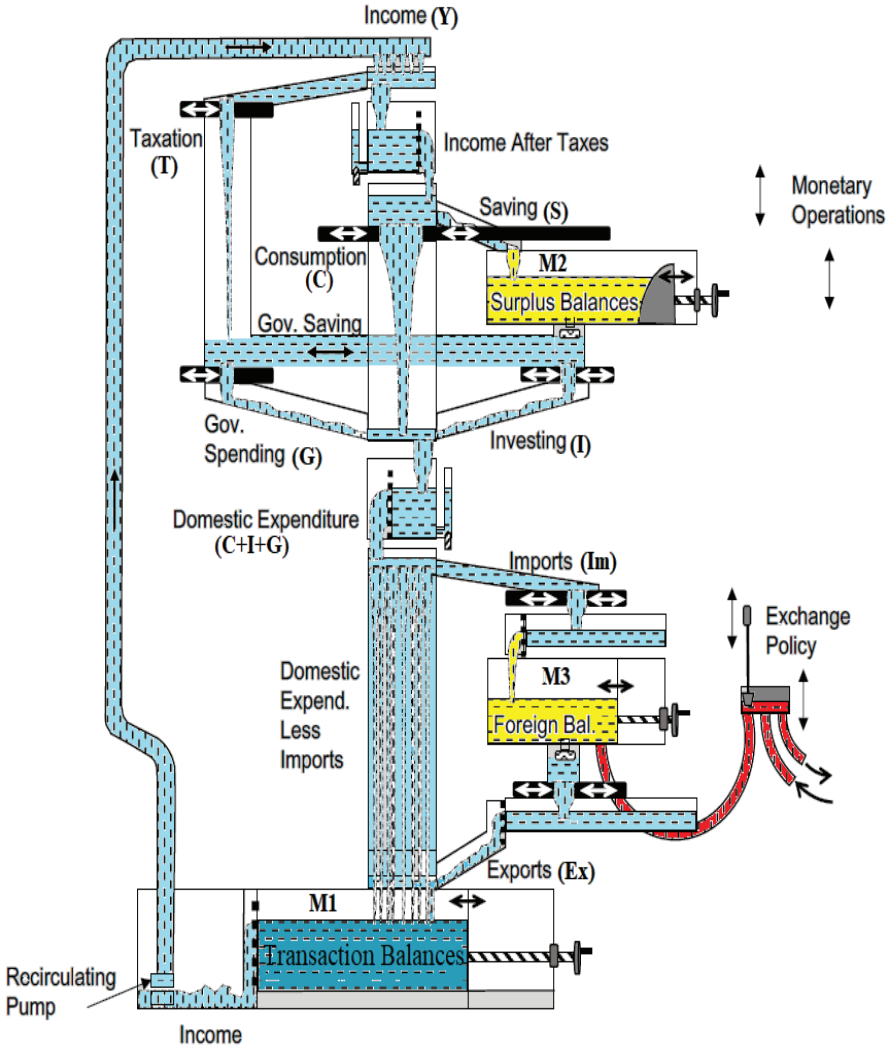 Income (Y)
Taxation
(T)
Income After Taxes
Saving (S)
Monetary
Operations
Consumption
(C)
M2
Surplus Balances
Gov. Saving
Gov.
Spending (G)
Investing (I)
Domestic Expenditure
(C+I+G)
Imports (Im)
Exchange
Policy
Domestic
Expend.
Less
Imports
M3
Foreign Bal.
Exports (Ex)
M1
Transaction Balances
Recirculating
Pump
Income